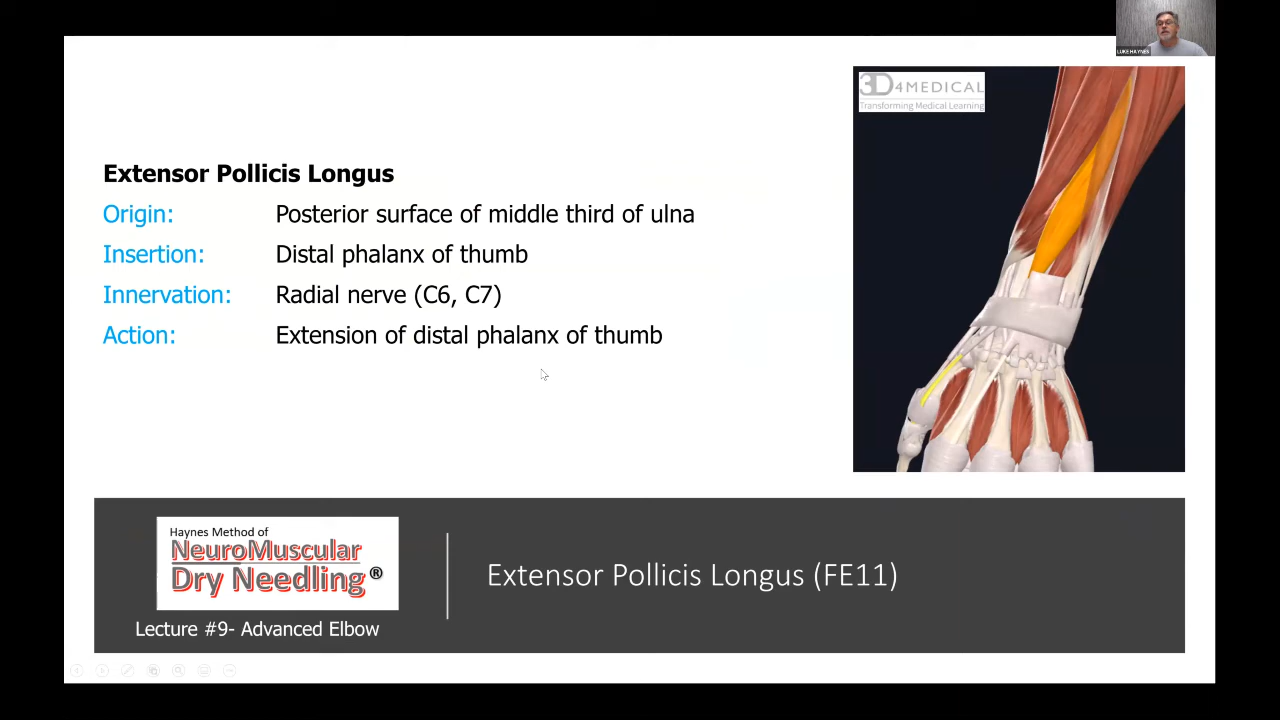 LUKE HAYNES
3D4MEDICAL
Transforming Medical Learning
Extensor Pollicis Longus
Origin: Posterior surface of middle third of ulna
Insertion: Distal phalanx of thumb
Innervation: Radial nerve (C6, C7)
Action: Extension of distal phalanx of thumb
Haynes Method of
NeuroMuscular
Dry Needling®
Lecture #9- Advanced Elbow
Extensor Pollicis Longus (FE11)